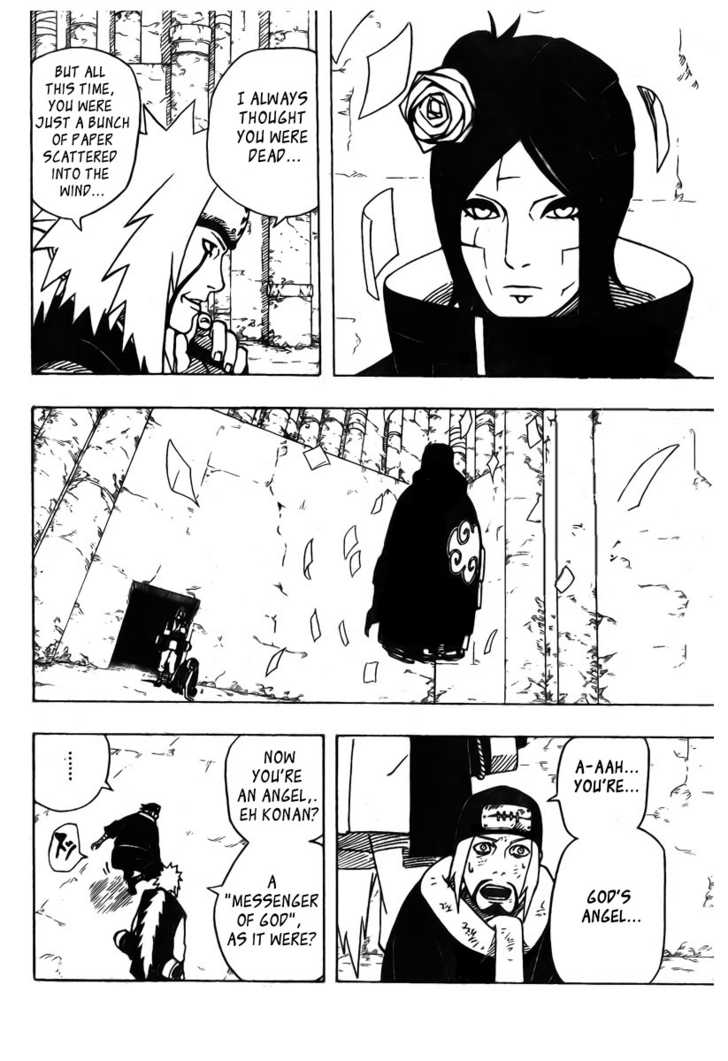 I ALWAYS
THOUGHT
YOU WERE
DEAD...
BUT ALL
THIS TIME,
YOU WERE
JUST A BUNCH
OF PAPER
SCATTERED
INTO THE
WIND...
A-AAH...
YOU'RE...
GOD'S
ANGEL...
NOW
YOU'RE
AN ANGEL,.
EH KONAN?
A
"MESSENGER
OF GOD",
AS IT WERE?
......